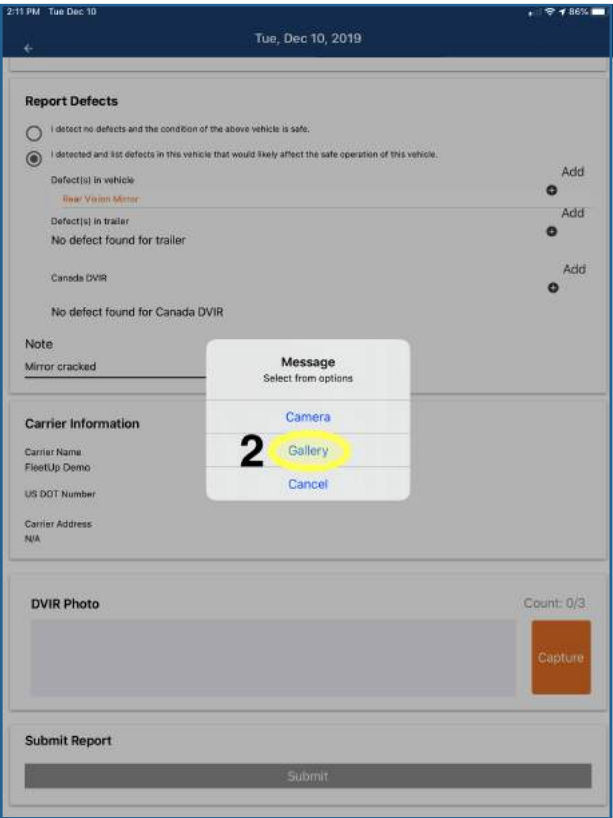 2:11 PM Tue Dec 10
86%
Tue, Dec 10, 2019
Report Defects
I detect no defects and the condition of the above vehicle is safe.
I detected and list defects in this vehicle that would likely affect the safe operation of this vehicle.
Defect(s) in vehicle
Add
Rear Vision Mirror
Defect(s) in trailer
Add
No defect found for trailer
Canada DVIR
Add
No defect found for Canada DVIR
Note
Mirror cracked
Message
Select from options
Camera
2 Gallery
Cancel
Carrier Information
Carrier Name
FleetUp Demo
US DOT Number
Carrier Address
N/A
DVIR Photo
Count: 0/3
Capture
Submit Report
Submit